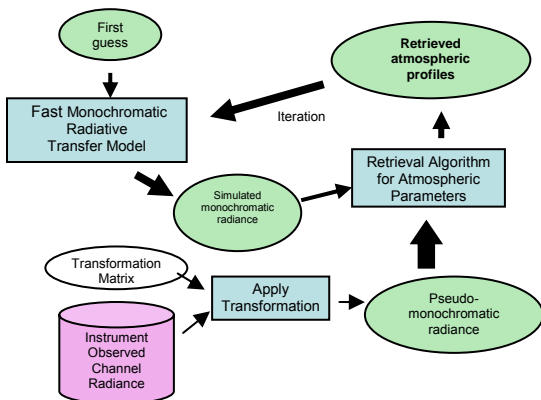 First
guess
Retrieved
atmospheric
profiles
Fast Monochromatic
Radiative
Transfer Model
Iteration
Retrieval Algorithm
for Atmospheric
Parameters
Simulated
monochromatic
radiance
Transformation
Matrix
Apply
Transformation
Pseudo-
monochromatic
radiance
Instrument
Observed
Channel
Radiance